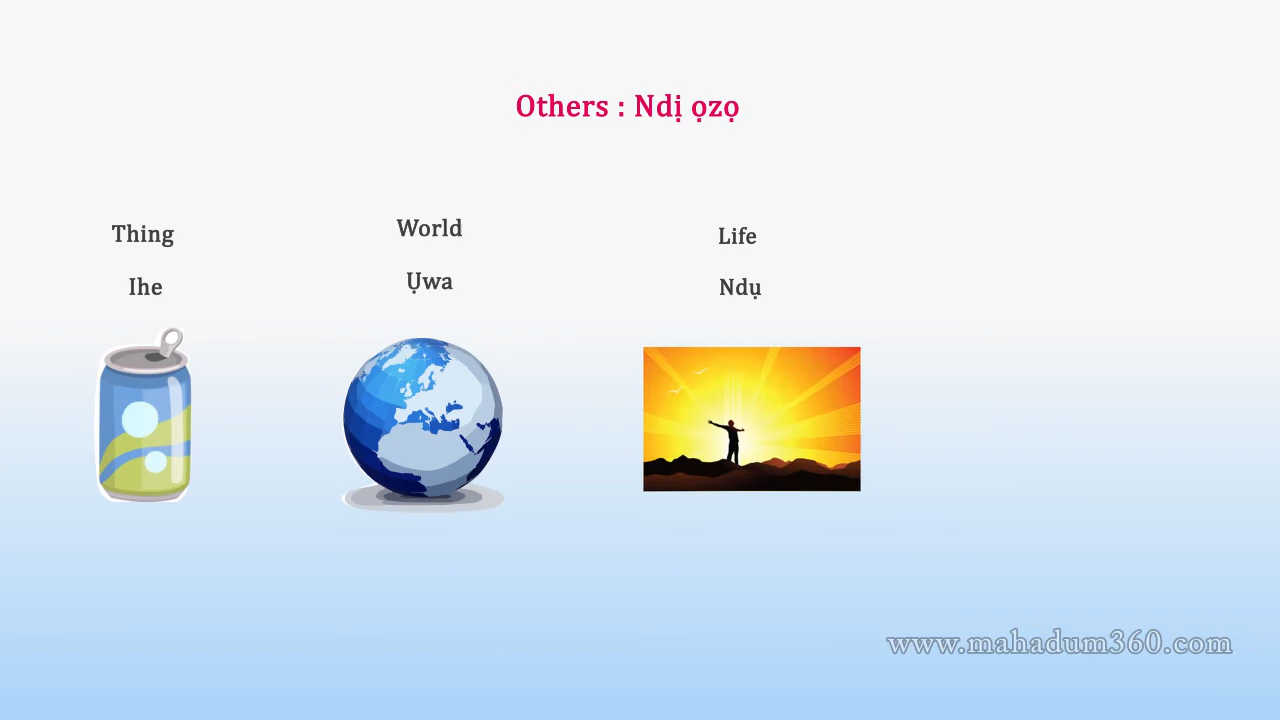 Others : Ndị ọzọ
Thing
Ihe
World
Ụwa
Life
Ndụ
www.mahadum360.com